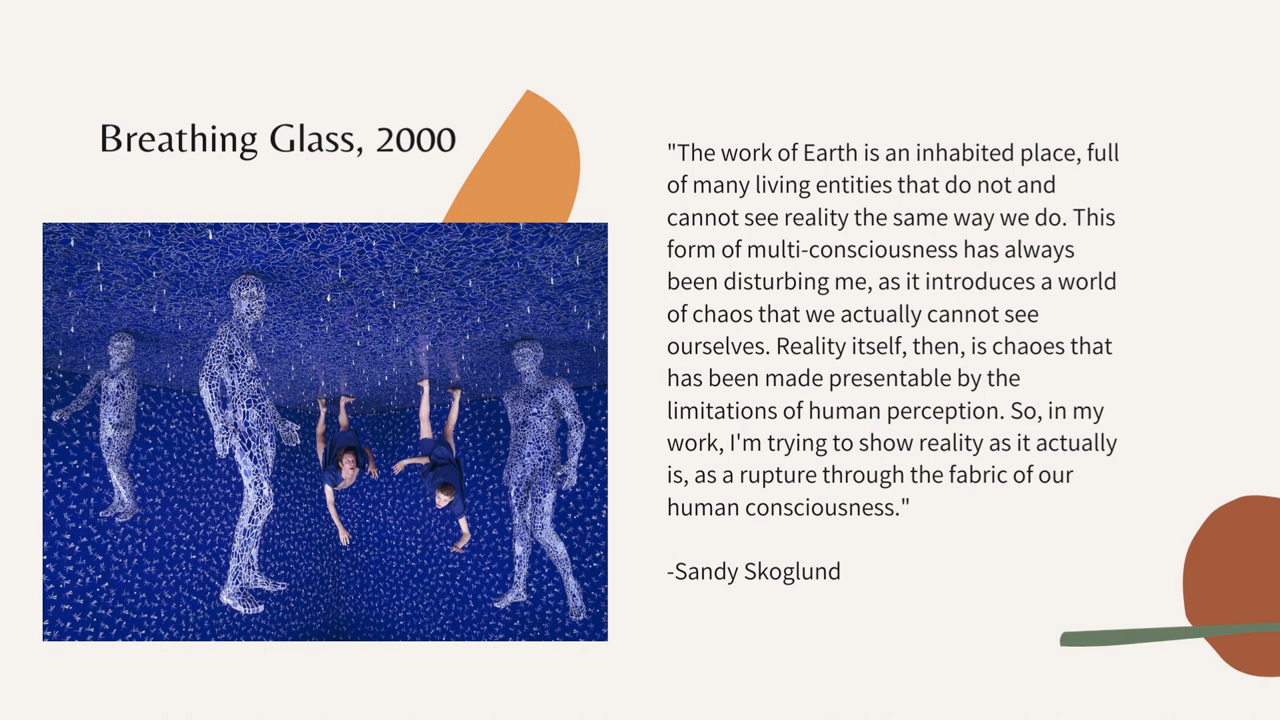 Breathing Glass, 2000
"The work of Earth is an inhabited place, full
of many living entities that do not and
cannot see reality the same way we do. This
form of multi-consciousness has always
been disturbing me, as it introduces a world
of chaos that we actually cannot see
ourselves. Reality itself, then, is chaoes that
has been made presentable by the
limitations of human perception. So, in my
work, I'm trying to show reality as it actually
is, as a rupture through the fabric of our
human consciousness."
-Sandy Skoglund